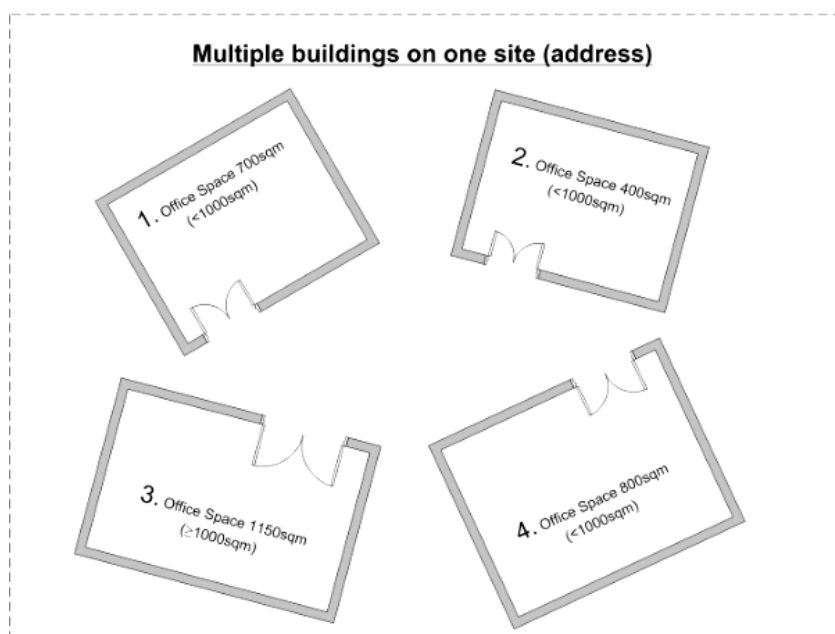 Multiple buildings on one site (address)
1. Office Space 700sqm
(<1000sqm)
2. Office Space 400sqm
(<1000sqm)
3. Office Space 1150sqm
(≥1000sqm)
4. Office Space 800sqm
(<1000sqm)